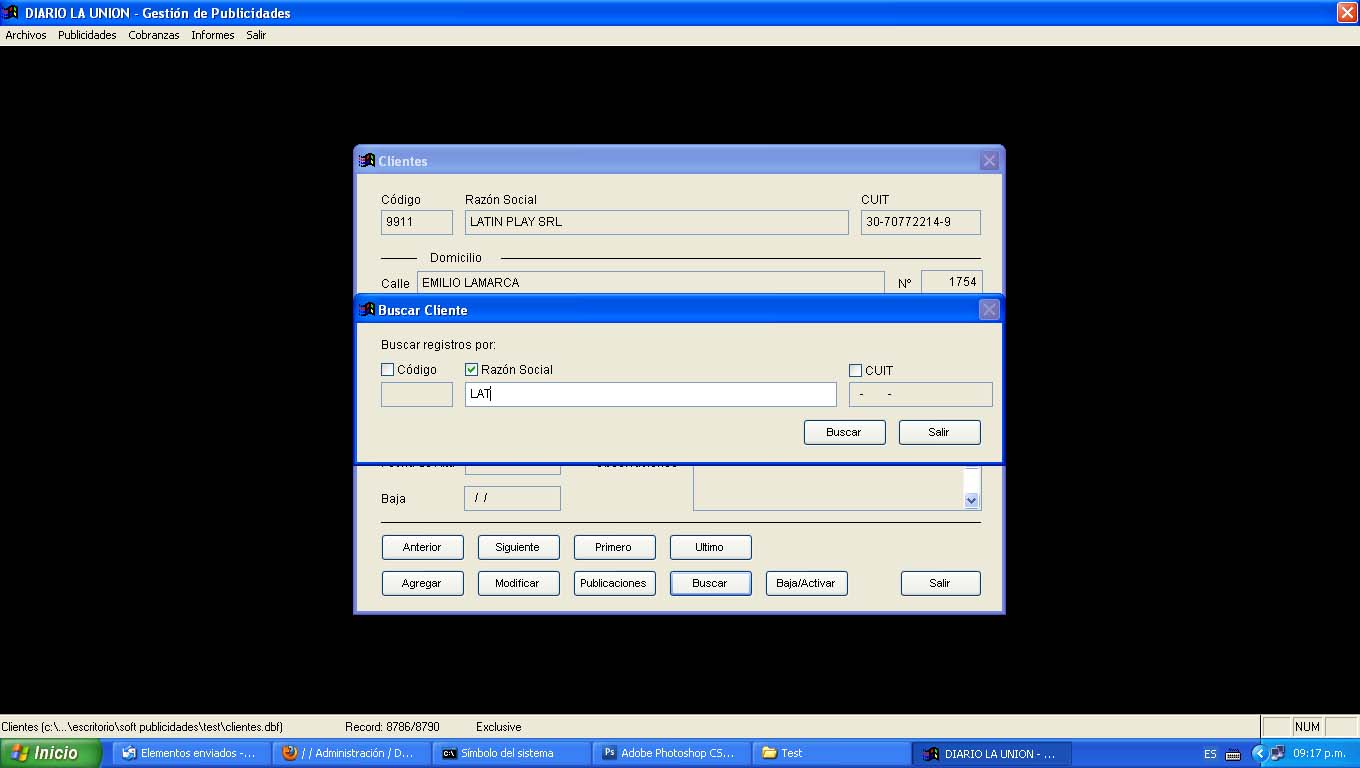 DIARIO LA UNION - Gestión de Publicidades
Archivos Publicidades Cobranzas Informes Salir
Clientes
Código Razón Social CUIT
9911 LATIN PLAY SRL 30-70772214-9
Domicilio
Calle EMILIO LAMARCA Nº 1754
Buscar Cliente
Buscar registros por:
Código Razón Social CUIT
LAT - -
Buscar Salir
Baja / /
Anterior Siguiente Primero Ultimo
Agregar Modificar Publicaciones Buscar Baja/Activar Salir
Clientes (c:\...\escritorio\soft publicidades\test\clientes.dbf) Record: 8786/8790 Exclusive NUM
Inicio Elementos enviados -... / / Administración / D... Símbolo del sistema Adobe Photoshop CS5... Test DIARIO LA UNION - ... ES 09:17 p.m.